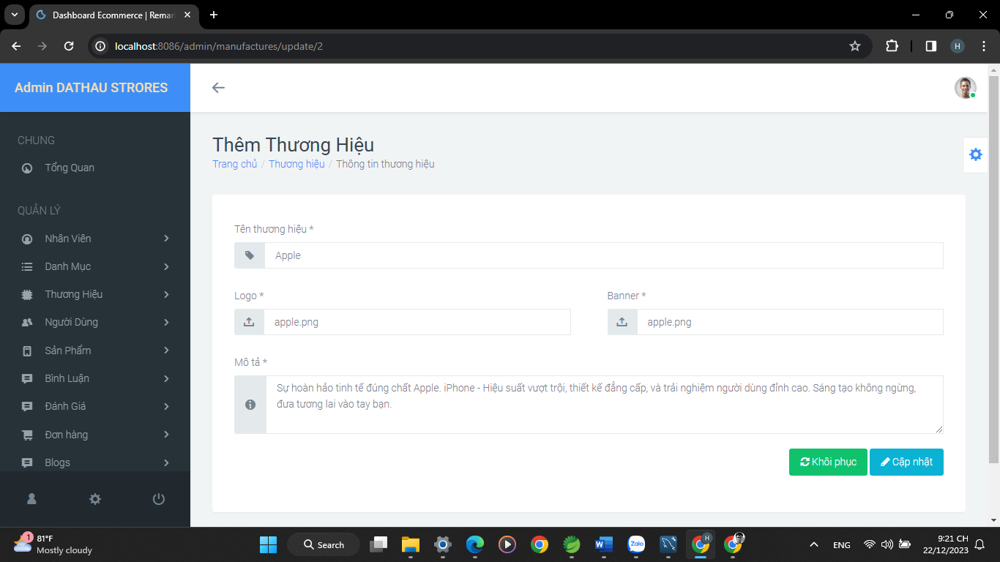 Dashboard Ecommerce | Remar
localhost:8086/admin/manufactures/update/2
H
Admin DATHAU STRORES
CHUNG
Tổng Quan
QUẢN LÝ
Nhân Viên
Danh Mục
Thương Hiệu
Người Dùng
Sản Phẩm
Bình Luận
Đánh Giá
Đơn hàng
Blogs
Thêm Thương Hiệu
Trang chủ / Thương hiệu / Thông tin thương hiệu
Tên thương hiệu *
Apple
Logo *
Banner *
apple.png
apple.png
Mô tả *
Sự hoàn hảo tinh tế đúng chất Apple. iPhone - Hiệu suất vượt trội, thiết kế đẳng cấp, và trải nghiệm người dùng đỉnh cao. Sáng tạo không ngừng,
đưa tương lai vào tay bạn.
Khôi phục
Cập nhật
1
81°F
Mostly cloudy
Search
W
Zalo
H
ENG
9:21 CH
22/12/2023